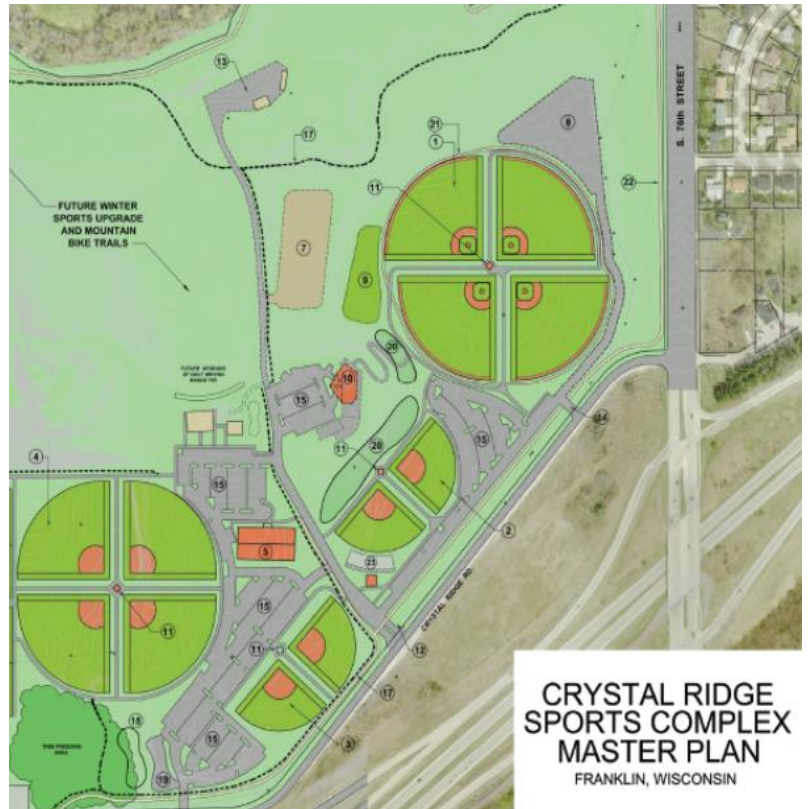 13
17
8
S. 76th STREET
21
1
11
22
FUTURE WINTER
SPORTS UPGRADE
AND MOUNTAIN
BIKE TRAILS
7
9
20
10
15
15
4
11
20
15
2
5
23
15
11
11
CRYSTAL RIDGE RD.
12
17
18
15
3
19
CRYSTAL RIDGE
SPORTS COMPLEX
MASTER PLAN
FRANKLIN, WISCONSIN